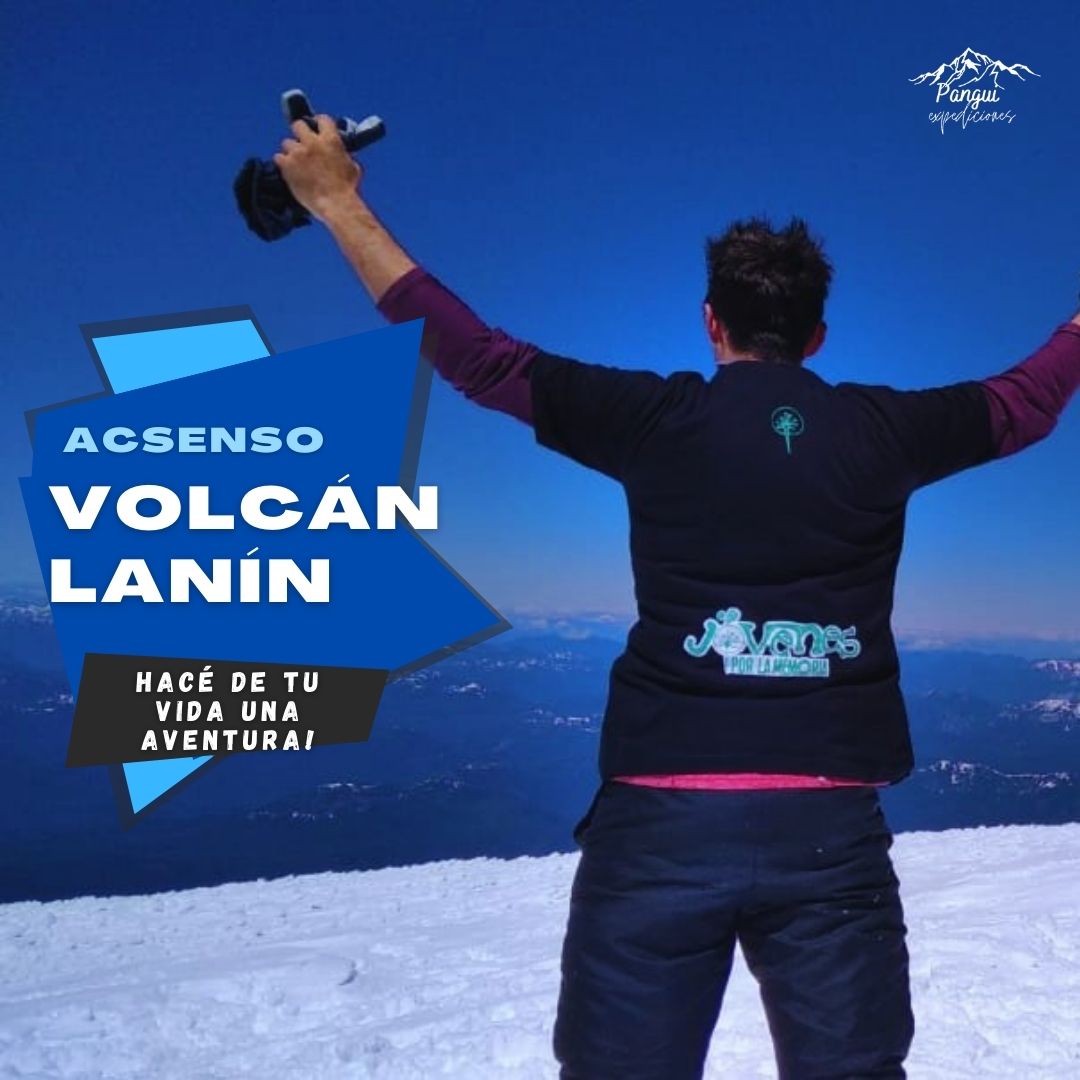 Pangui
expediciones
ACSENSO
VOLCÁN
LANÍN
HACÉ DE TU
VIDA UNA
AVENTURA!
JÓVENES
POR LA MEMORIA